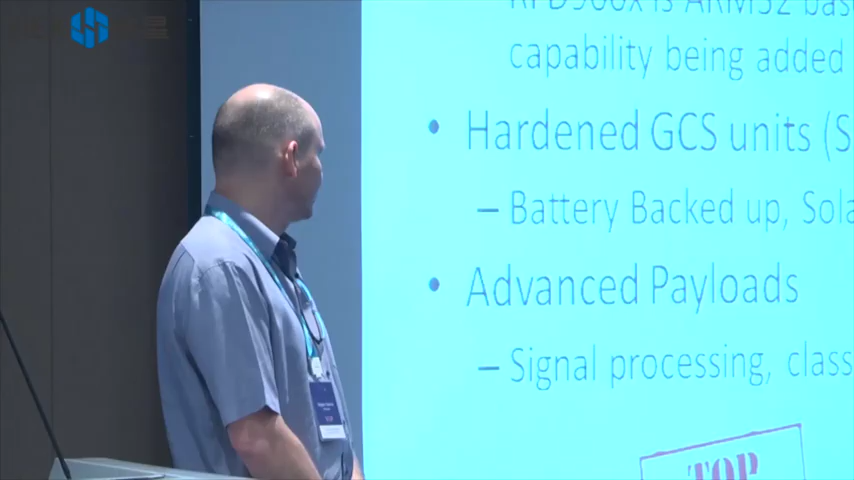 RFD900x is ARM32 bas
capability being added
• Hardened GCS units (S
– Battery Backed up, Sola
• Advanced Payloads
– Signal processing, class
TOP